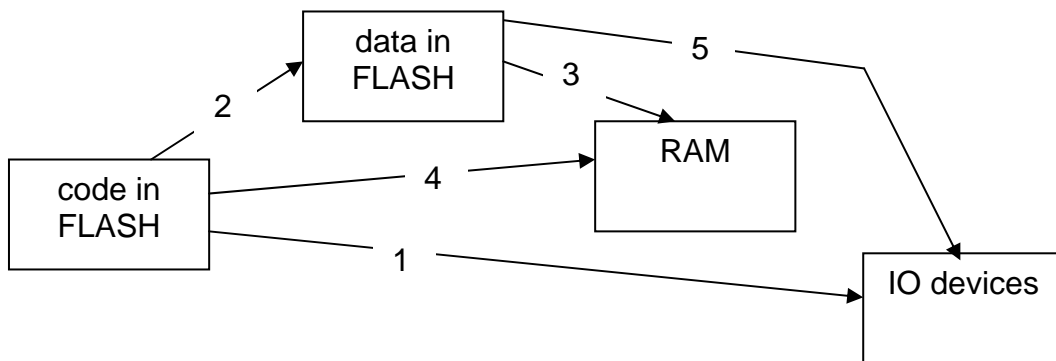 data in
FLASH
5
3
2
RAM
code in
FLASH
4
1
IO devices